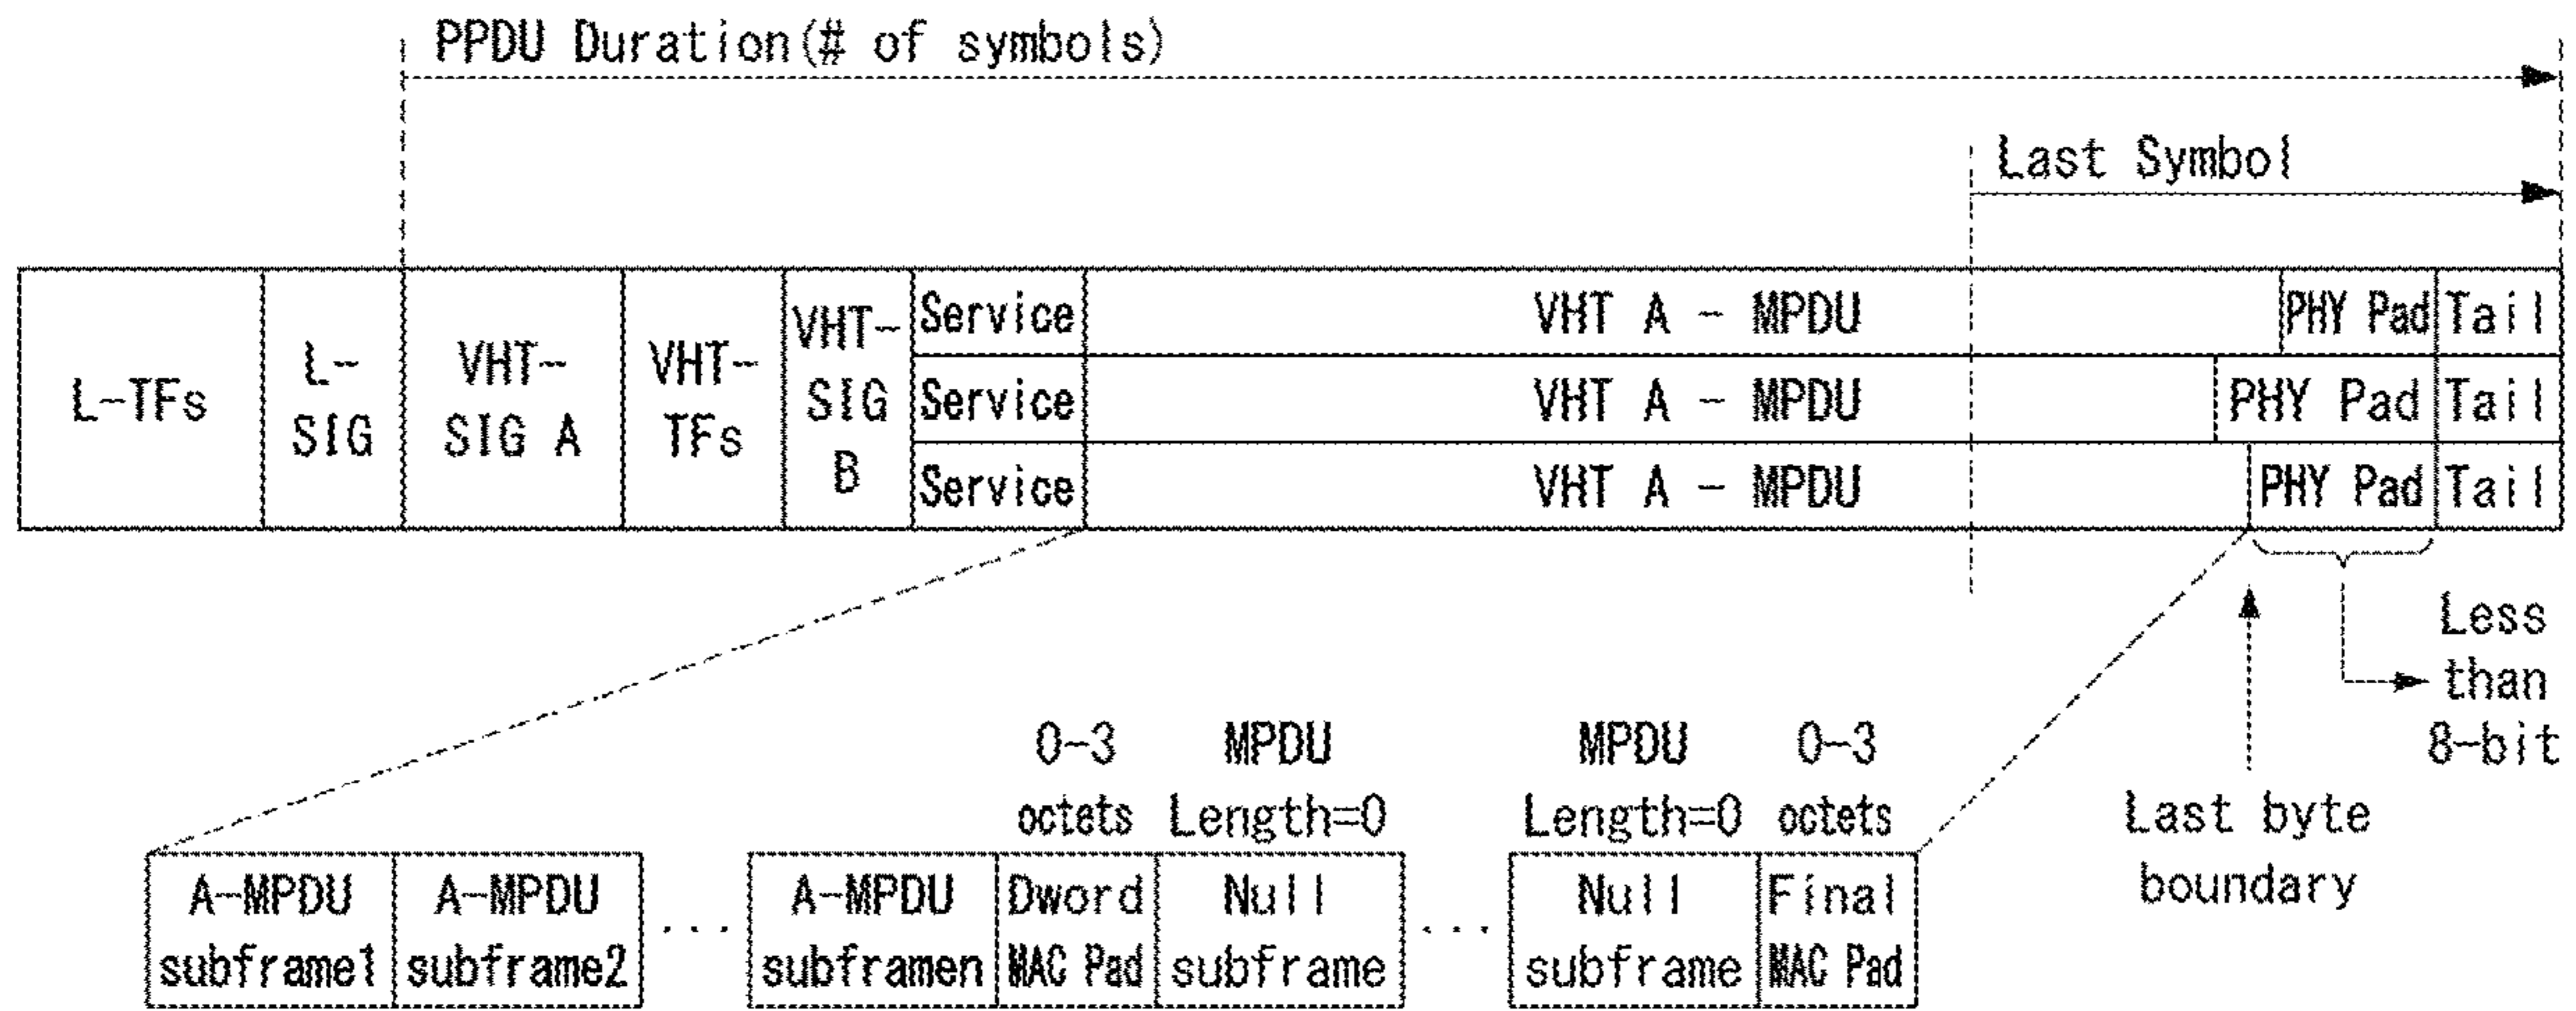 PPDU Duration(# of symbols)
Last Symbol
L-TFs
L-
SIG
VHT-
SIG A
VHT-
TFs
VHT-
SIG
B
Service
VHT A - MPDU
PHY Pad
Tail
Service
VHT A - MPDU
PHY Pad
Tail
Service
VHT A - MPDU
PHY Pad
Tail
Less
than
8-bit
Last byte
boundary
0-3
octets
MPDU
Length=0
MPDU
Length=0
0-3
octets
A-MPDU
subframe1
A-MPDU
subframe2
...
A-MPDU
subframen
Dword
MAC Pad
Null
subframe
...
Null
subframe
Final
MAC Pad